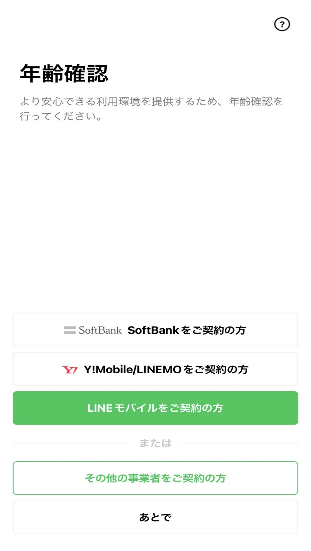 ?
年齢確認
より安心できる利用環境を提供するため、年齢確認を
行ってください。
SoftBank SoftBankをご契約の方
Y! Y!Mobile/LINEMOをご契約の方
LINEモバイルをご契約の方
または
その他の事業者をご契約の方
あとで